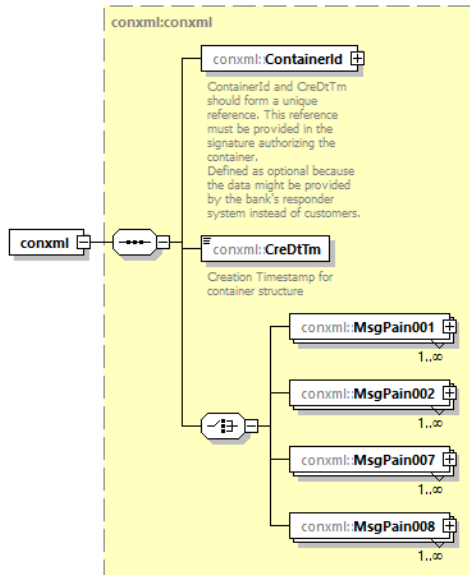 conxml:conxml
conxml::ContainerId
ContainerId and CreDtTm
should form a unique
reference. This reference
must be provided in the
signature authorizing the
container.
Defined as optional because
the data might be provided
by the bank's responder
system instead of customers.
conxml
conxml::CreDtTm
Creation Timestamp for
container structure
conxml::MsgPain001
1..∞
conxml::MsgPain002
1..∞
conxml::MsgPain007
1..∞
conxml::MsgPain008
1..∞